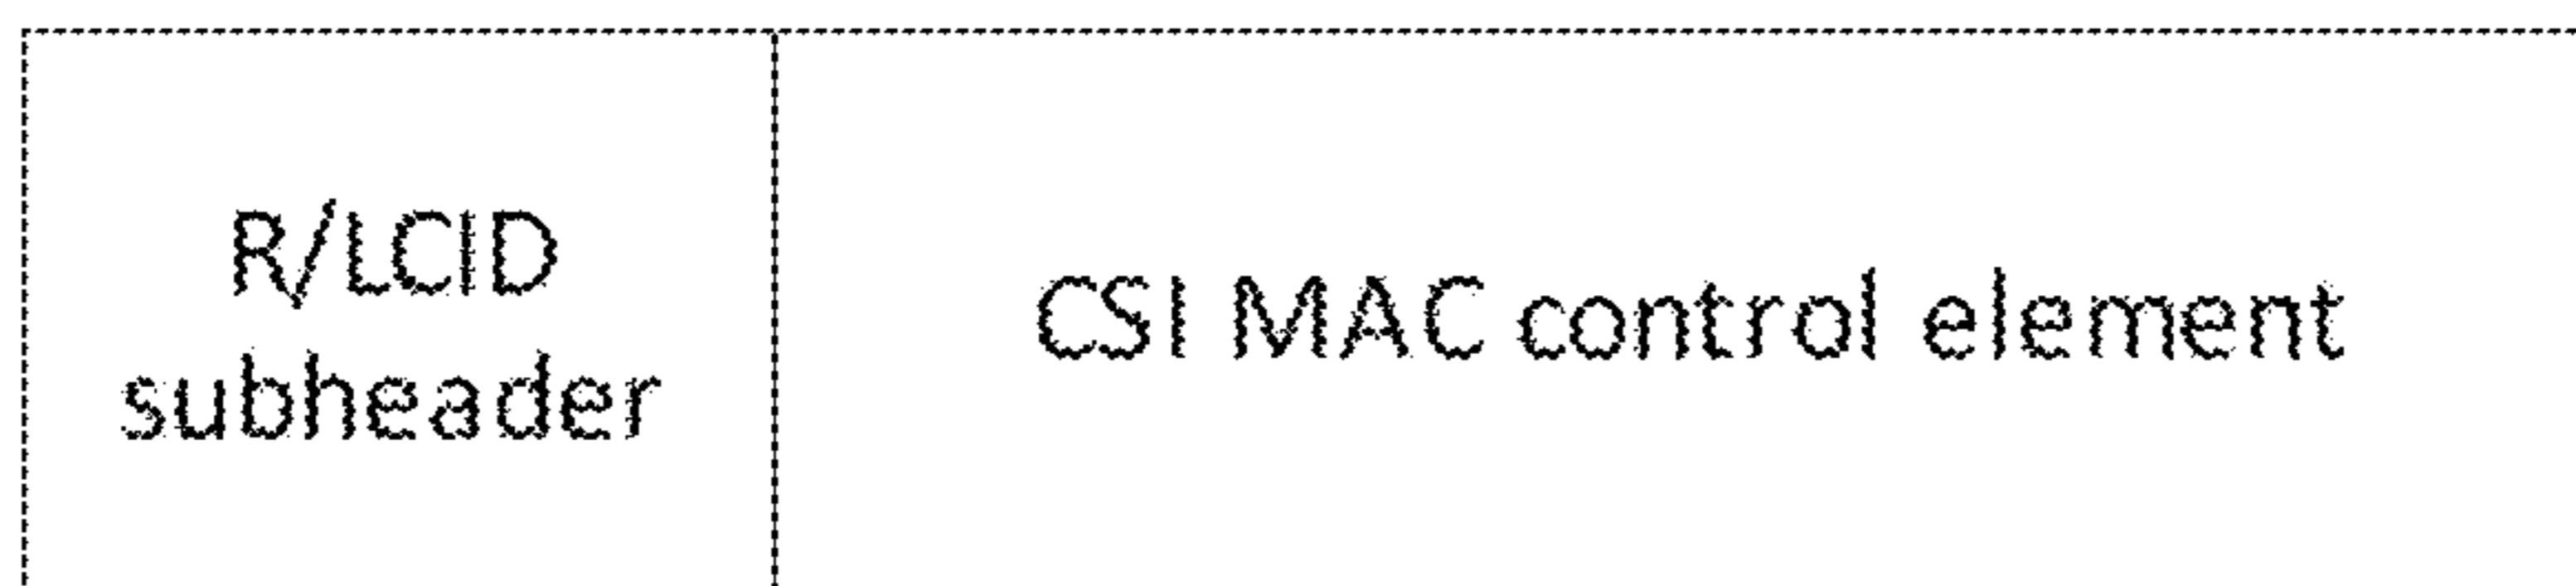 R/LCID
subheader
CSI MAC control element